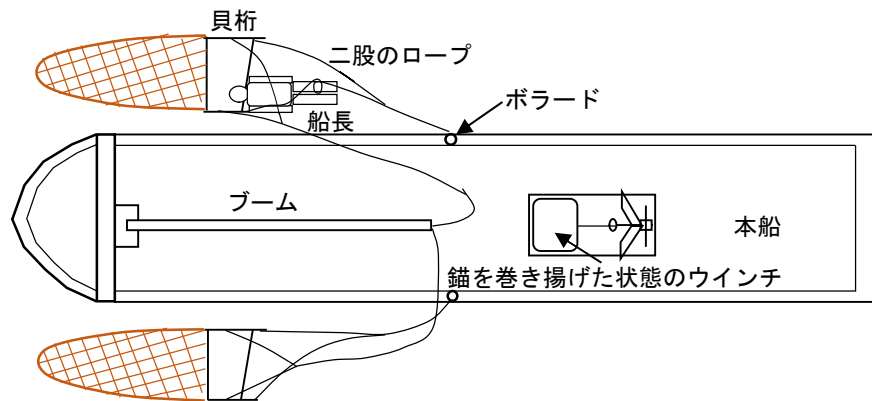 貝桁
二股のロープ
ボラード
船長
ブーム
本船
錨を巻き揚げた状態のウインチ